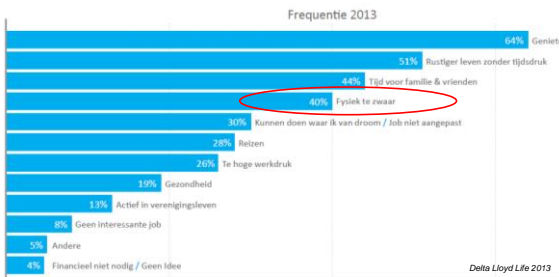 Frequentie 2013
64% Geniet
51% Rustiger leven zonder tijdsdruk
44% Tijd voor familie & vrienden
40% Fysiek te zwaar
30% Kunnen doen waar ik van droom / Job niet aangepast
28% Reizen
26% Te hoge werkdruk
19% Gezondheid
13% Actief in verenigingsleven
8% Geen interessante job
5% Andere
4% Financieel niet nodig / Geen Idee
Delta Lloyd Life 2013